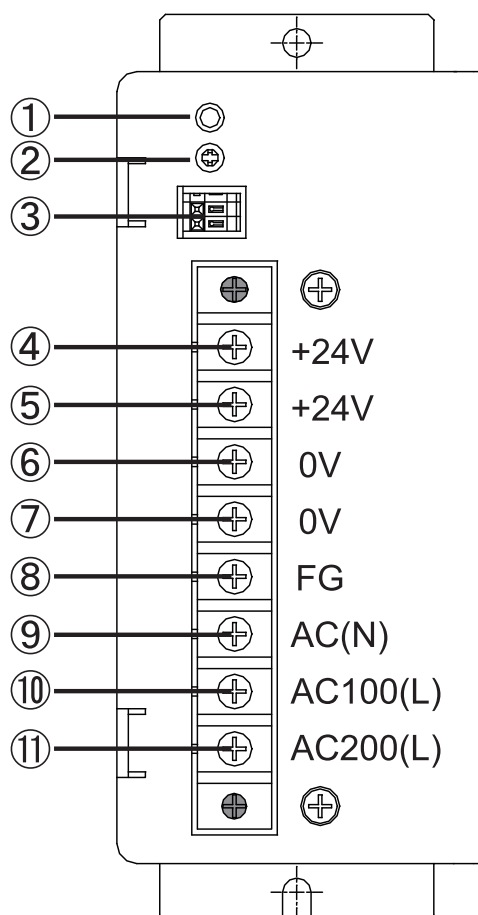 ①
②
③
④ +24V
⑤ +24V
⑥ 0V
⑦ 0V
⑧ FG
⑨ AC(N)
⑩ AC100(L)
⑪ AC200(L)